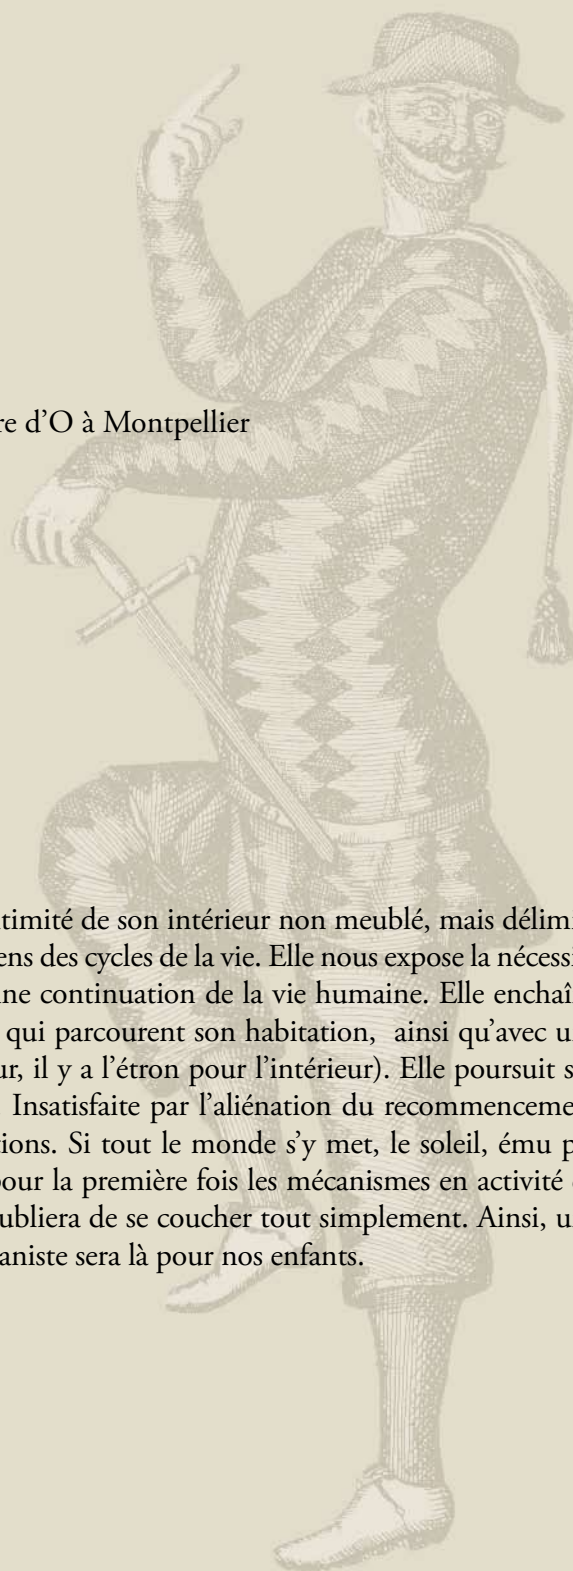 re d’O à Montpellier
timité de son intérieur non meublé, mais délim
ens des cycles de la vie. Elle nous expose la nécessi
ine continuation de la vie humaine. Elle enchaî
qui parcourent son habitation, ainsi qu’avec u
ur, il y a l’étron pour l’intérieur). Elle poursuit s
Insatisfaite par l’aliénation du recommenceme
tions. Si tout le monde s’y met, le soleil, ému p
pour la première fois les mécanismes en activité
ubliera de se coucher tout simplement. Ainsi, u
aniste sera là pour nos enfants.